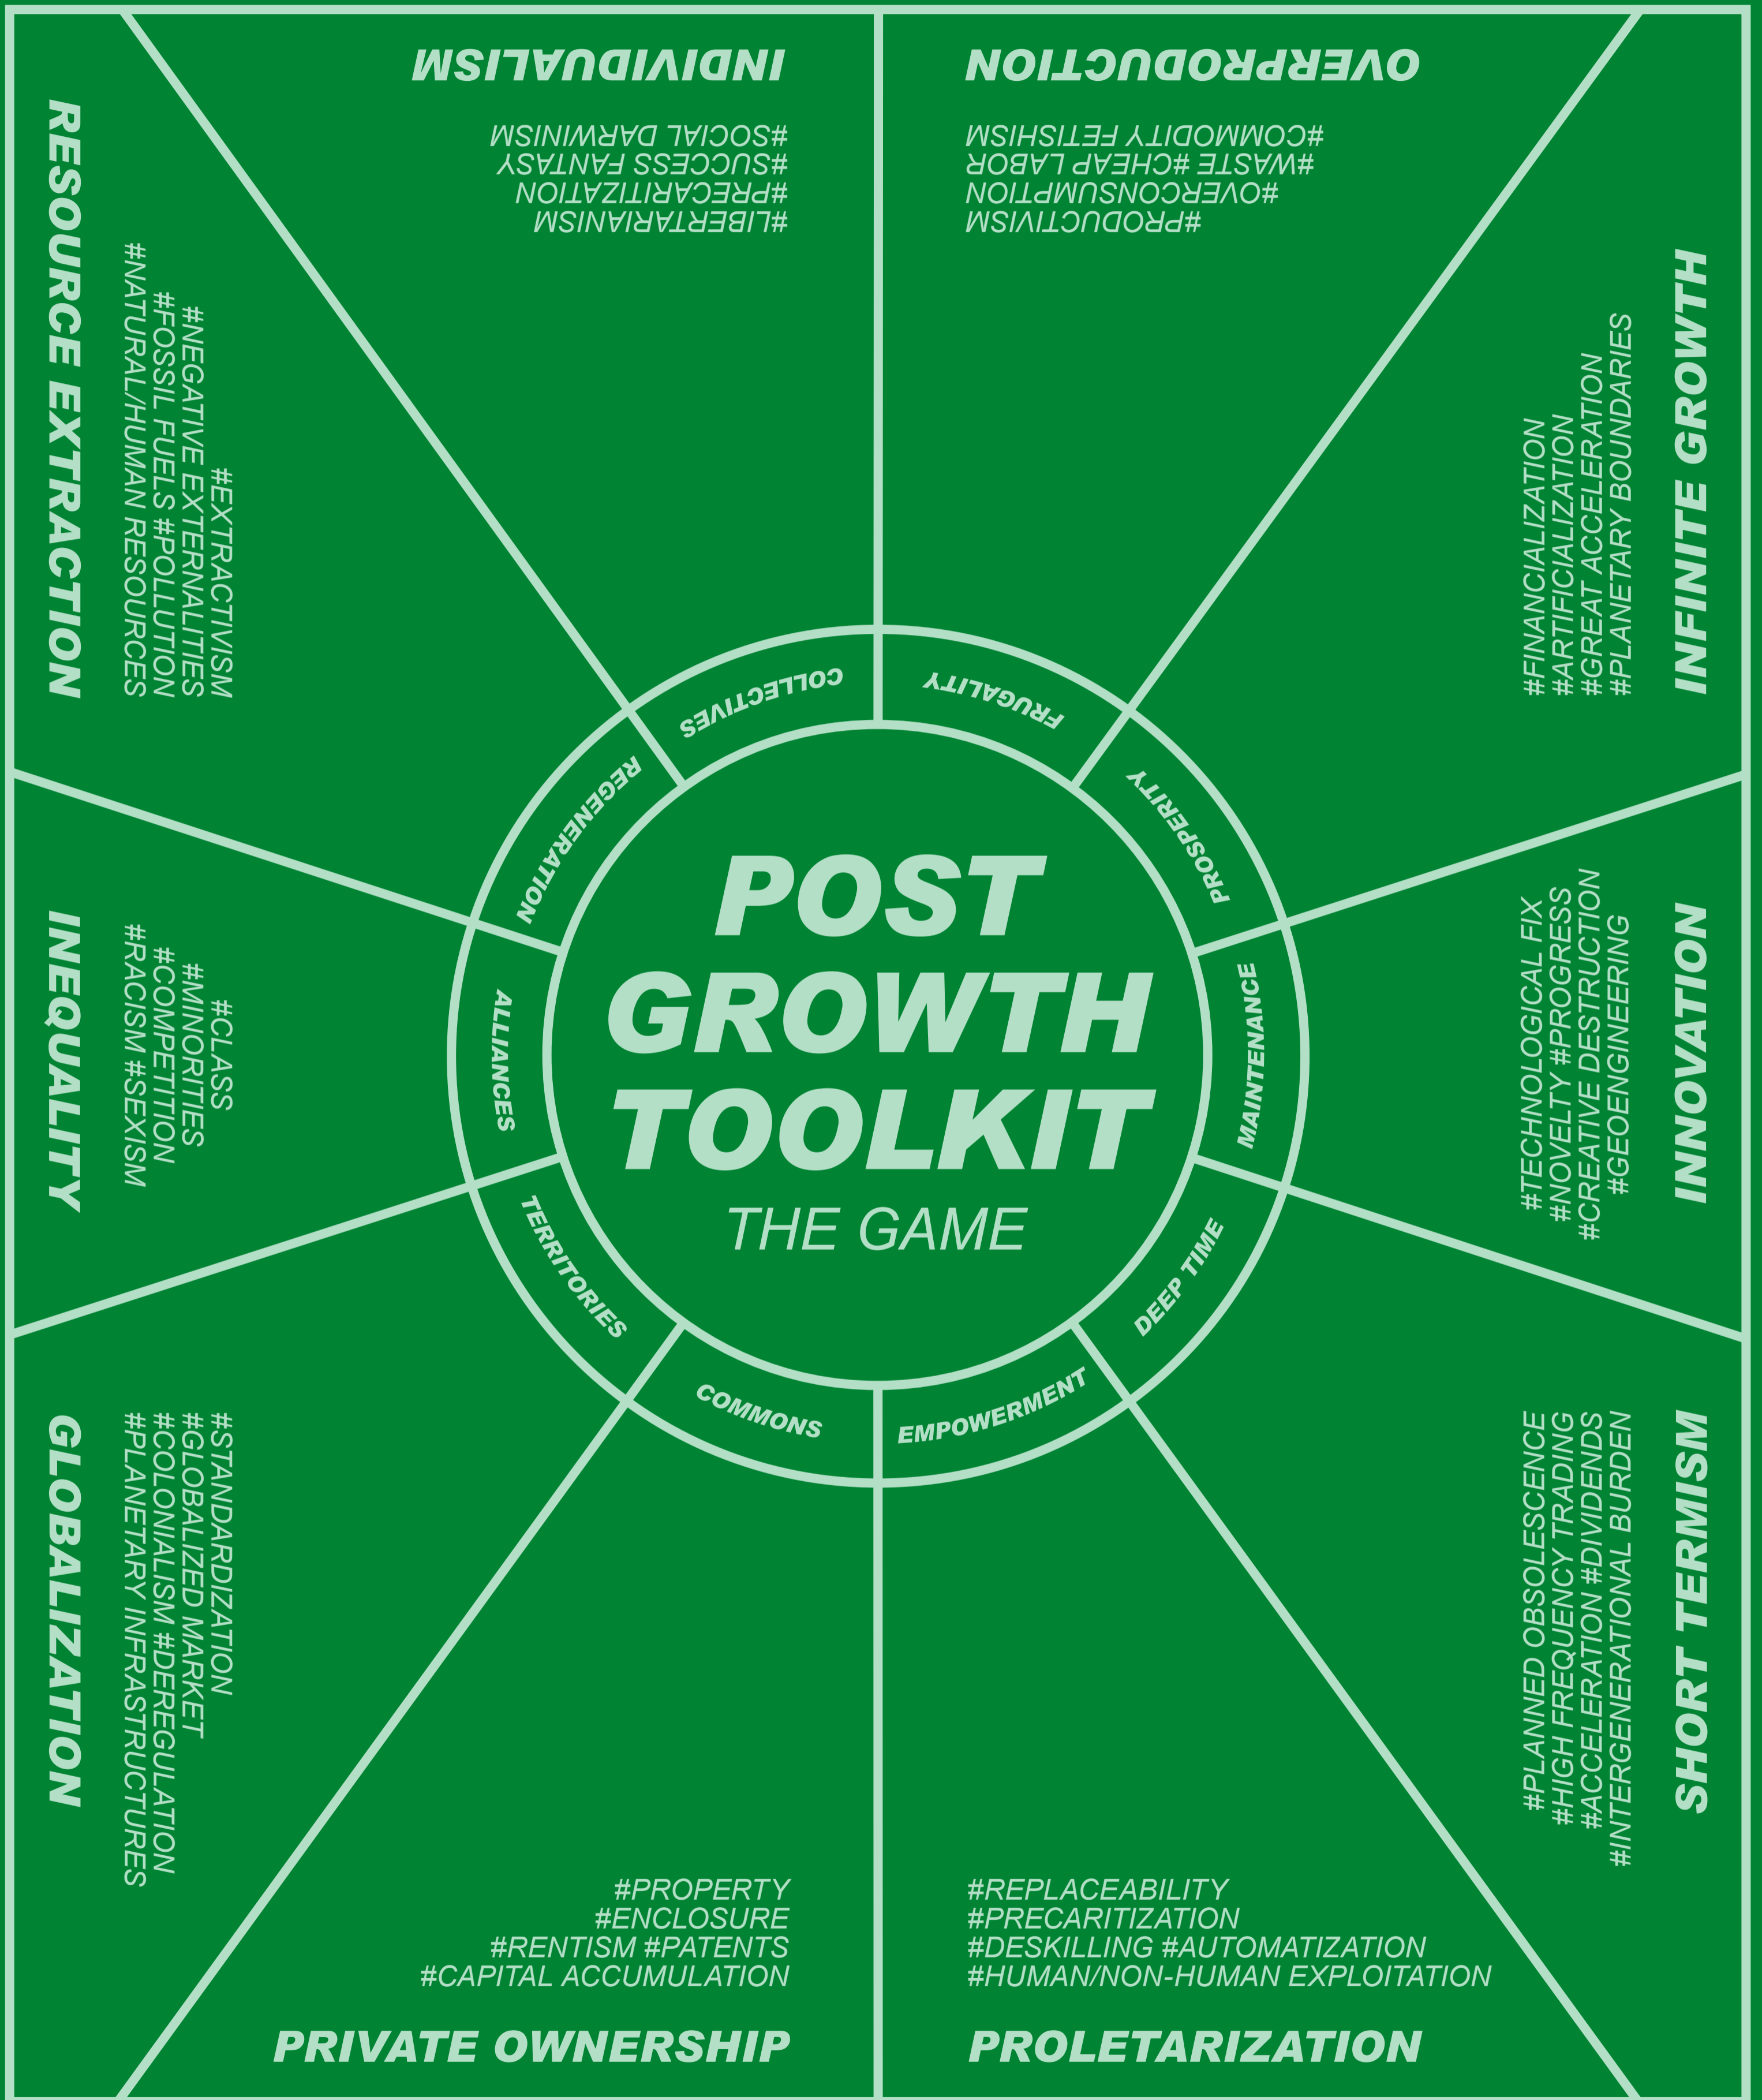 POST
GROWTH
TOOLKIT
THE GAME
COLLECTIVES
FRUGALITY
PROSPERITY
MAINTENANCE
DEEP TIME
EMPOWERMENT
COMMONS
TERRITORIES
ALLIANCES
REGENERATION
INDIVIDUALISM
#LIBERTARIANISM
#PRECARITIZATION
#SUCCESS FANTASY
#SOCIAL DARWINISM
OVERPRODUCTION
#PRODUCTIVISM
#OVERCONSUMPTION
#WASTE #CHEAP LABOR
#COMMODITY FETISHISM
INFINITE GROWTH
#FINANCIALIZATION
#ARTIFICIALIZATION
#GREAT ACCELERATION
#PLANETARY BOUNDARIES
INNOVATION
#TECHNOLOGICAL FIX
#NOVELTY #PROGRESS
#CREATIVE DESTRUCTION
#GEOENGINEERING
SHORT TERMISM
#PLANNED OBSOLESCENCE
#HIGH FREQUENCY TRADING
#ACCELERATION #DIVIDENDS
#INTERGENERATIONAL BURDEN
#REPLACEABILITY
#PRECARITIZATION
#DESKILLING #AUTOMATIZATION
#HUMAN/NON-HUMAN EXPLOITATION
PROLETARIZATION
#PROPERTY
#ENCLOSURE
#RENTISM #PATENTS
#CAPITAL ACCUMULATION
PRIVATE OWNERSHIP
#STANDARDIZATION
#GLOBALIZED MARKET
#COLONIALISM #DEREGULATION
#PLANETARY INFRASTRUCTURES
GLOBALIZATION
#CLASS
#MINORITIES
#COMPETITION
#RACISM #SEXISM
INEQUALITY
#EXTRACTIVISM
#NEGATIVE EXTERNALITIES
#FOSSIL FUELS #POLLUTION
#NATURAL/HUMAN RESOURCES
RESOURCE EXTRACTION